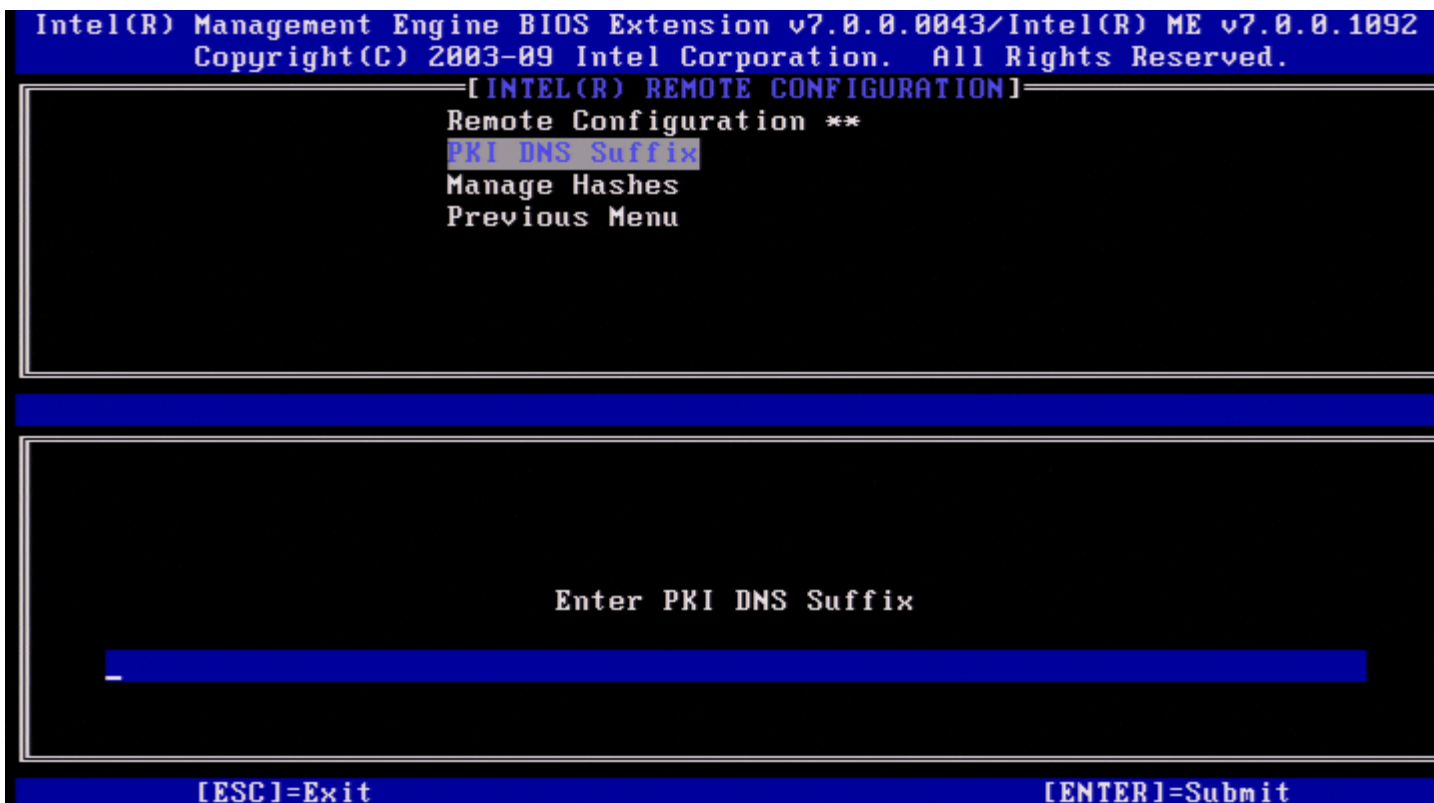 Intel(R) Management Engine BIOS Extension v7.0.0.0043/Intel(R) ME v7.0.0.1092
Copyright(C) 2003-09 Intel Corporation. All Rights Reserved.
[INTEL(R) REMOTE CONFIGURATION]
Remote Configuration **
PKI DNS Suffix
Manage Hashes
Previous Menu
Enter PKI DNS Suffix
[ESC]=Exit [ENTER]=Submit